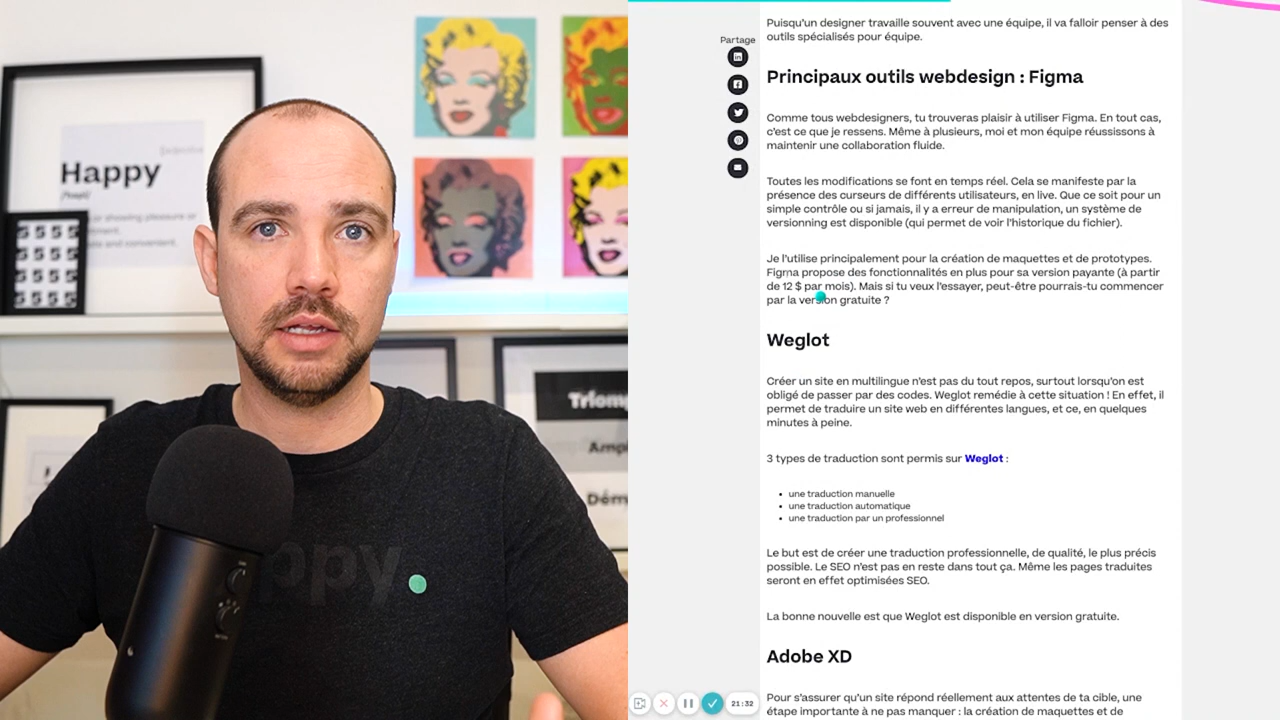 Happy
or showing pleasure or
and convenient.
Triomp
Amp
Dém
ppy.
Partage
Puisqu'un designer travaille souvent avec une équipe, il va falloir penser à des
outils spécialisés pour équipe.
Principaux outils webdesign : Figma
Comme tous webdesigners, tu trouveras plaisir à utiliser Figma. En tout cas,
c'est ce que je ressens. Même à plusieurs, moi et mon équipe réussissons à
maintenir une collaboration fluide.
Toutes les modifications se font en temps réel. Cela se manifeste par la
présence des curseurs de différents utilisateurs, en live. Que ce soit pour un
simple contrôle ou si jamais, il y a erreur de manipulation, un système de
versionning est disponible (qui permet de voir l'historique du fichier).
Je l'utilise principalement pour la création de maquettes et de prototypes.
Figma propose des fonctionnalités en plus pour sa version payante (à partir
de 12 $ par mois). Mais si tu veux l'essayer, peut-être pourrais-tu commencer
par la version gratuite ?
Weglot
Créer un site en multilingue n'est pas du tout repos, surtout lorsqu'on est
obligé de passer par des codes. Weglot remédie à cette situation ! En effet, il
permet de traduire un site web en différentes langues, et ce, en quelques
minutes à peine.
3 types de traduction sont permis sur Weglot :
• une traduction manuelle
• une traduction automatique
• une traduction par un professionnel
Le but est de créer une traduction professionnelle, de qualité, le plus précis
possible. Le SEO n'est pas en reste dans tout ça. Même les pages traduites
seront en effet optimisées SEO.
La bonne nouvelle est que Weglot est disponible en version gratuite.
Adobe XD
Pour s'assurer qu'un site répond réellement aux attentes de ta cible, une
étape importante à ne pas manquer : la création de maquettes et de
21:32